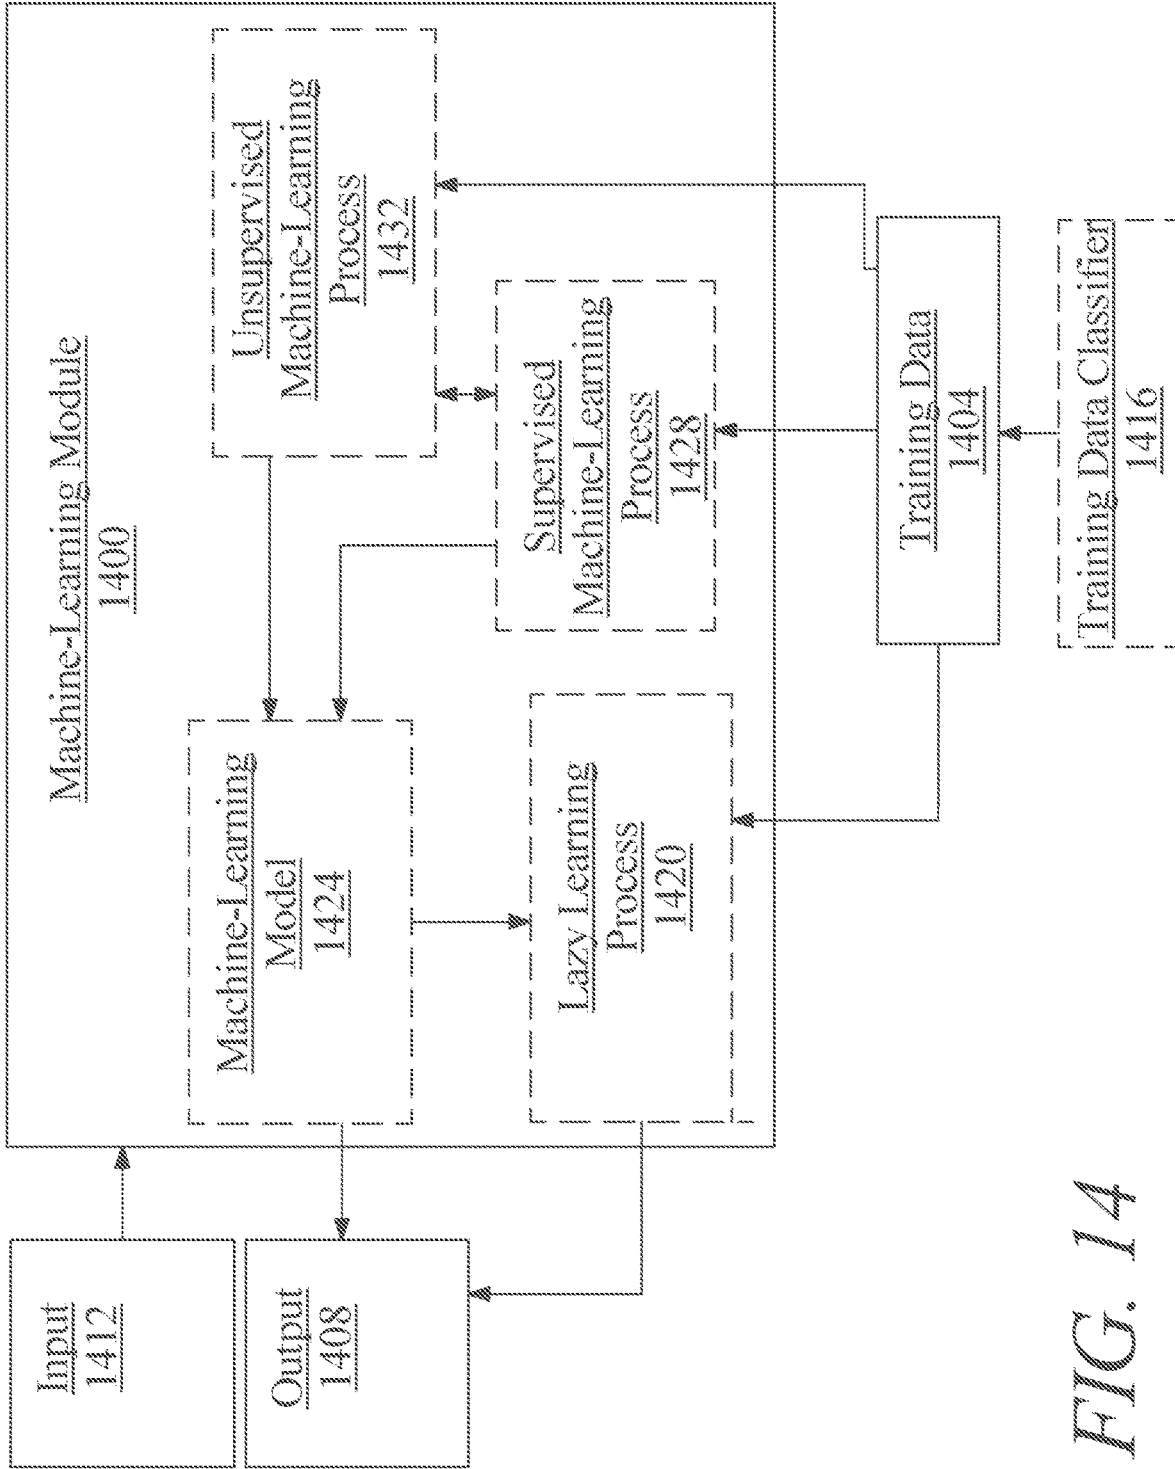 Machine-Learning Module
1400
Input
1412
Output
1408
Machine-Learning
Model
1424
Unsupervised
Machine-Learning
Process
1432
Lazy Learning
Process
1420
Supervised
Machine-Learning
Process
1428
Training Data
1404
Training Data Classifier
1416
FIG. 14